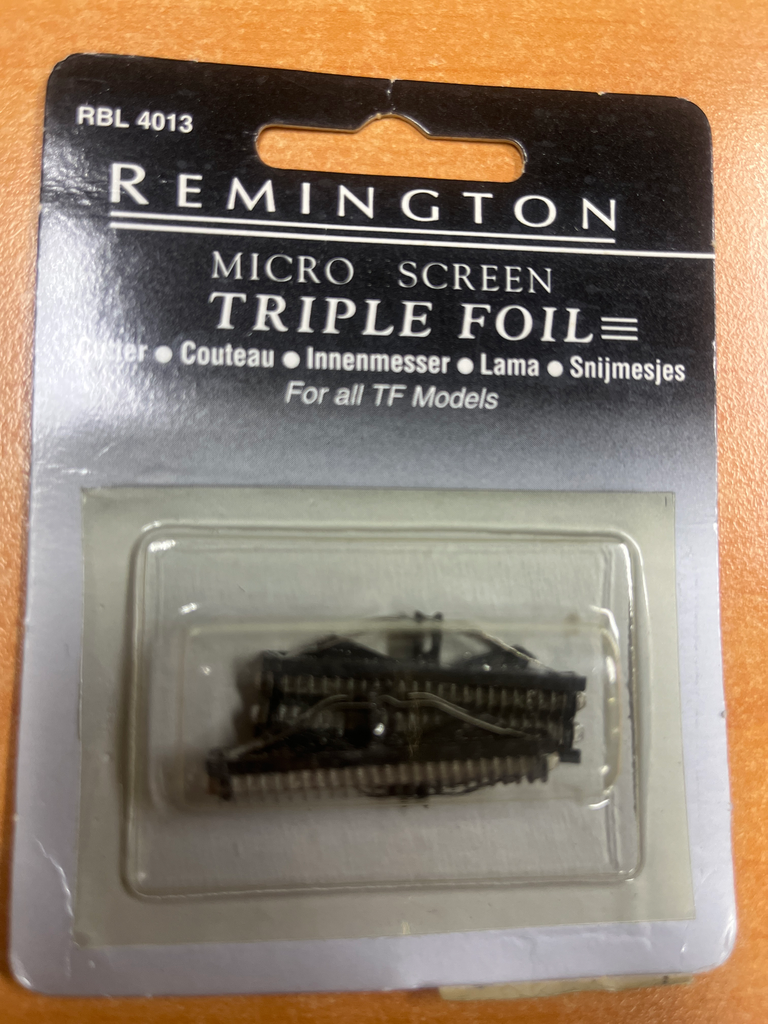 RBL 4013
REMINGTON
MICRO SCREEN
TRIPLE FOIL
● Couteau ● Innenmesser ● Lama ● Snijmesjes
For all TF Models